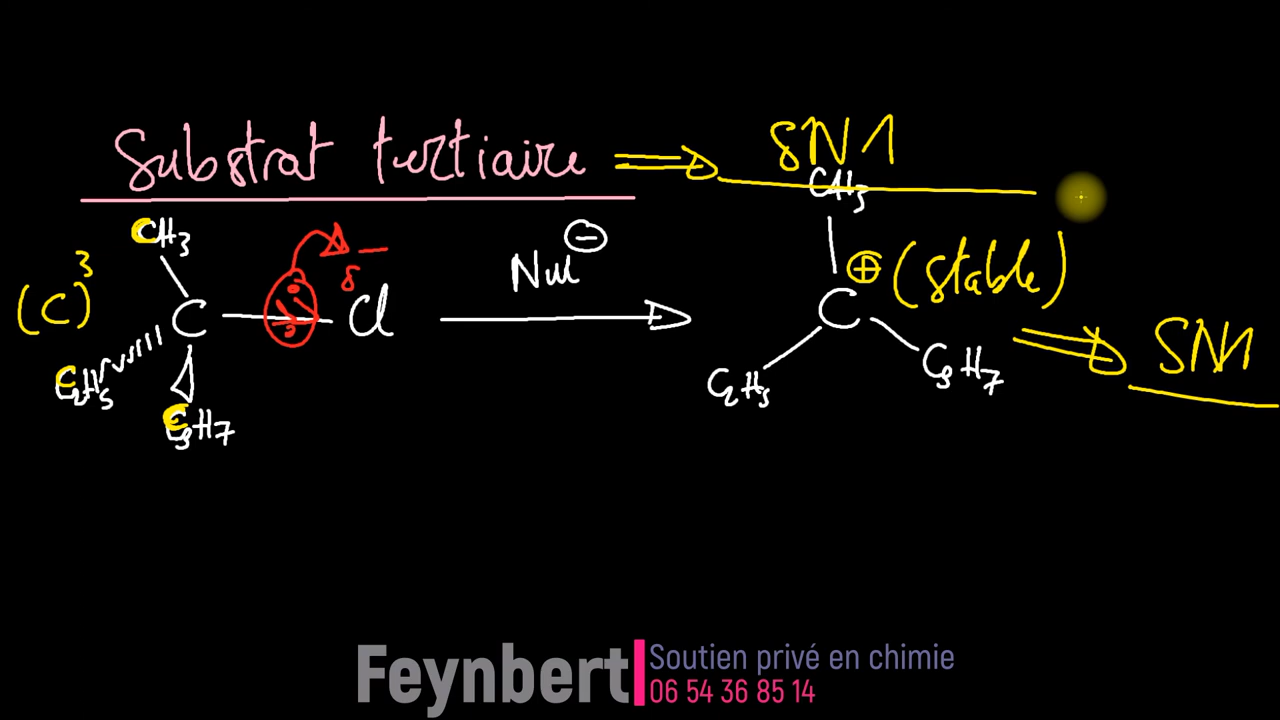 Substrat tertiaire ⇒ SN1
CH3
CH3
(C)3
C
Cl
δ-
C2H5
C3H7
Nu⊖
⊕ (stable)
C
C2H5
C3H7
⇒ SN1
Feynbert
Soutien privé en chimie
06 54 36 85 14